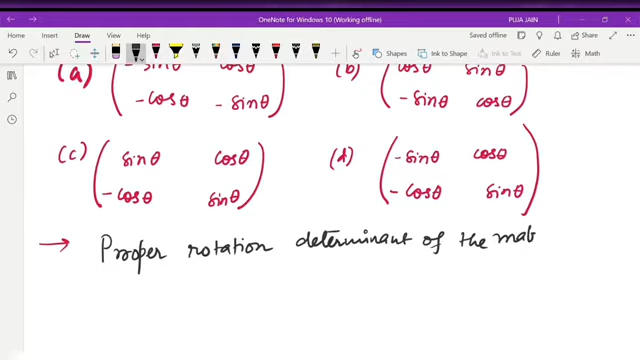 OneNote for Windows 10 (Working offline)
PUJA JAIN
Home Insert Draw View Help
Saved offline
Shapes Ink to Shape Ink to Text Ruler Math
(a) - sinθ cosθ (b) cosθ sinθ
-cosθ - sinθ -sinθ cosθ
(c) sinθ cosθ (d) - sinθ cosθ
-cosθ sinθ - cosθ sinθ
→ Proper rotation determinant of the mat